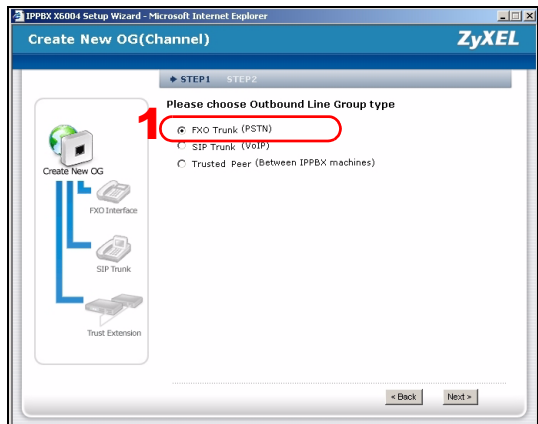 IPPBX X6004 Setup Wizard - Microsoft Internet Explorer
Create New OG(Channel)
ZyXEL
STEP1 STEP2
Please choose Outbound Line Group type
1
FXO Trunk (PSTN)
SIP Trunk (VoIP)
Trusted Peer (Between IPPBX machines)
Create New OG
FXO Interface
SIP Trunk
Trust Extension
< Back Next >